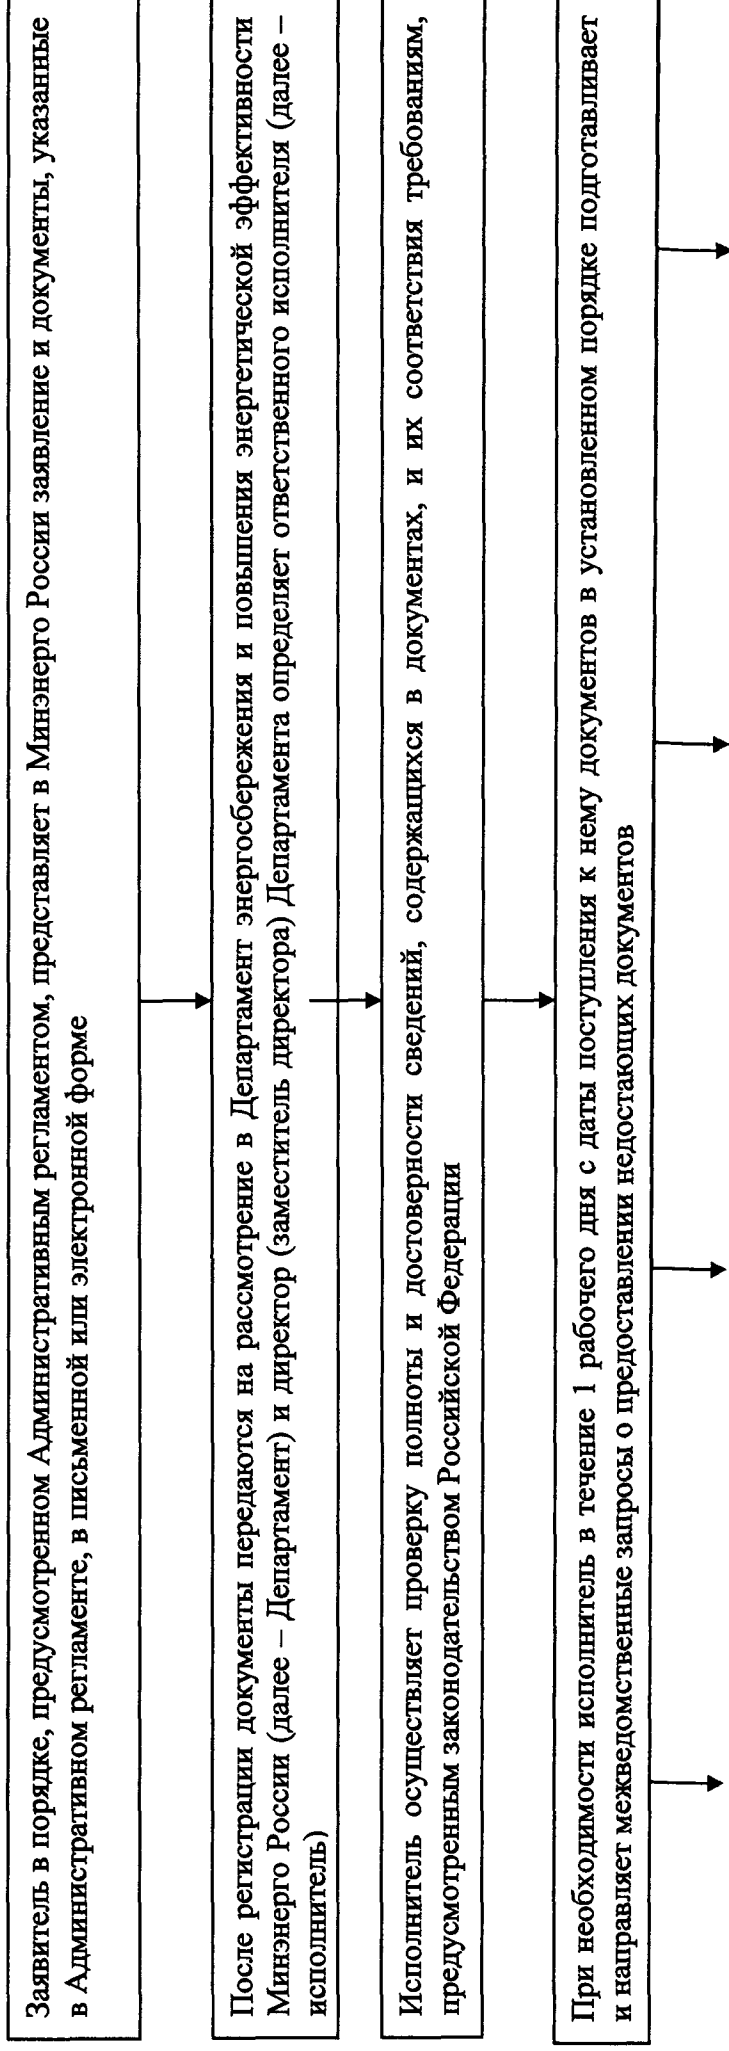 Заявитель в порядке, предусмотренном Административным регламентом, представляет в Минэнерго России заявление и документы, указанные
в Административном регламенте, в письменной или электронной форме
После регистрации документы передаются на рассмотрение в Департамент энергосбережения и повышения энергетической эффективности
Минэнерго России (далее – Департамент) и директор (заместитель директора) Департамента определяет ответственного исполнителя (далее –
исполнитель)
Исполнитель осуществляет проверку полноты и достоверности сведений, содержащихся в документах, и их соответствия требованиям,
предусмотренным законодательством Российской Федерации
При необходимости исполнитель в течение 1 рабочего дня с даты поступления к нему документов в установленном порядке подготавливает
и направляет межведомственные запросы о предоставлении недостающих документов